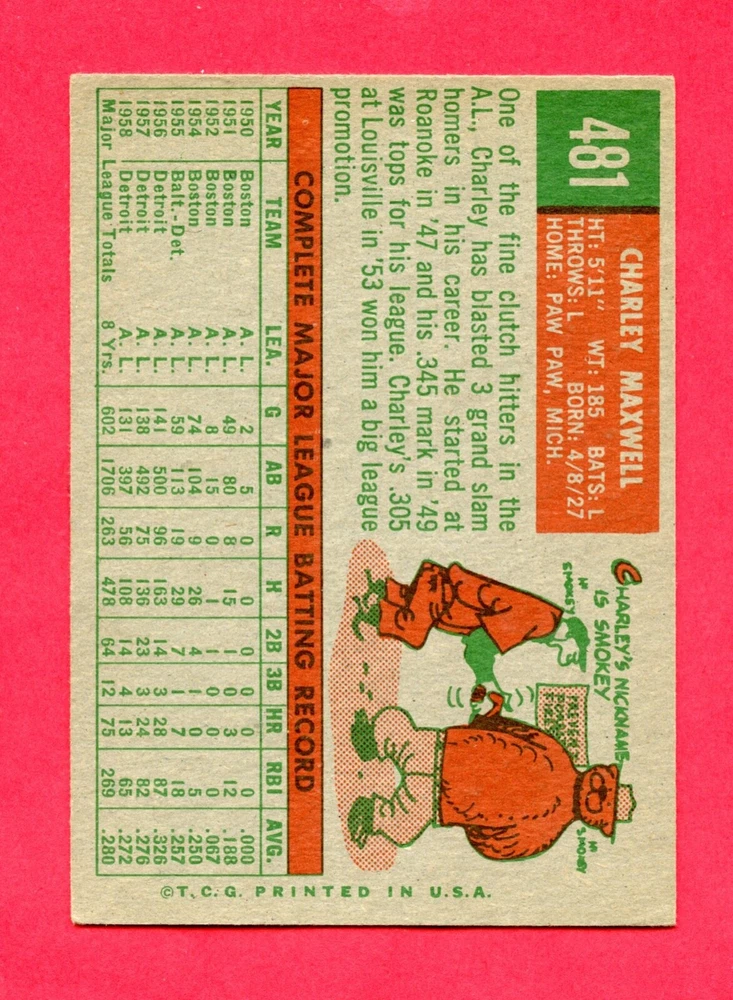 481
CHARLEY MAXWELL
HT: 5'11" WT: 185 BATS: L
THROWS: L BORN: 4/8/27
HOME: PAW PAW, MICH.
One of the fine clutch hitters in the
A.L., Charley has blasted 3 grand slam
homers in his career. He started at
Roanoke in '47 and his .345 mark in '49
was tops for his league. Charley's .305
at Louisville in '53 won him a big league
promotion.
CHARLEY'S NICKNAME
IS SMOKEY
"HI SMOKEY"
"HI SMOKEY"
COMPLETE MAJOR LEAGUE BATTING RECORD
YEAR TEAM LEA. G AB R H 2B 3B HR RBI AVG.
1950 Boston A. L. 2 5 0 0 0 0 0 0 .000
1951 Boston A. L. 49 80 8 15 1 0 3 12 .188
1952 Boston A. L. 8 15 0 1 1 0 0 0 .067
1954 Boston A. L. 74 104 9 26 4 1 0 5 .250
1955 Balt.-Det. A. L. 59 113 19 29 7 1 7 18 .257
1956 Detroit A. L. 141 500 96 163 14 3 28 87 .326
1957 Detroit A. L. 138 492 75 136 23 3 24 82 .276
1958 Detroit A. L. 131 397 56 108 14 4 13 65 .272
Major League Totals 8 Yrs. 602 1706 263 478 64 12 75 269 .280
©T.C.G. PRINTED IN U.S.A.